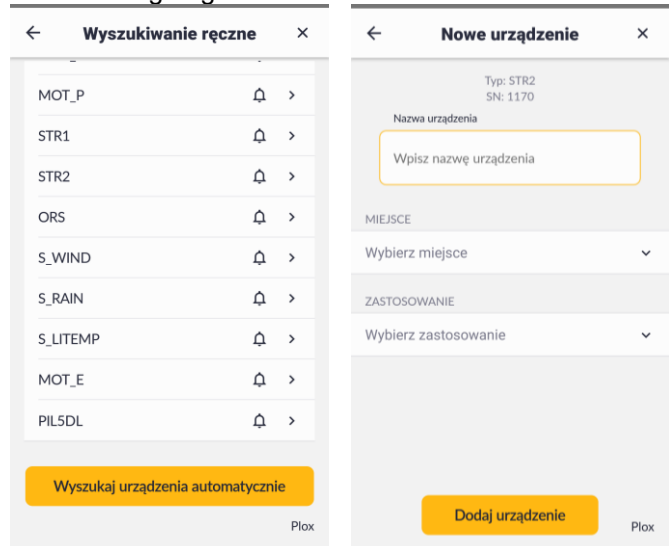 Wyszukiwanie ręczne
MOT_P
STR1
STR2
ORS
S_WIND
S_RAIN
S_LITEMP
MOT_E
PIL5DL
Wyszukaj urządzenia automatycznie
Plox
Nowe urządzenie
Typ: STR2
SN: 1170
Nazwa urządzenia
Wpisz nazwę urządzenia
MIEJSCE
Wybierz miejsce
ZASTOSOWANIE
Wybierz zastosowanie
Dodaj urządzenie
Plox